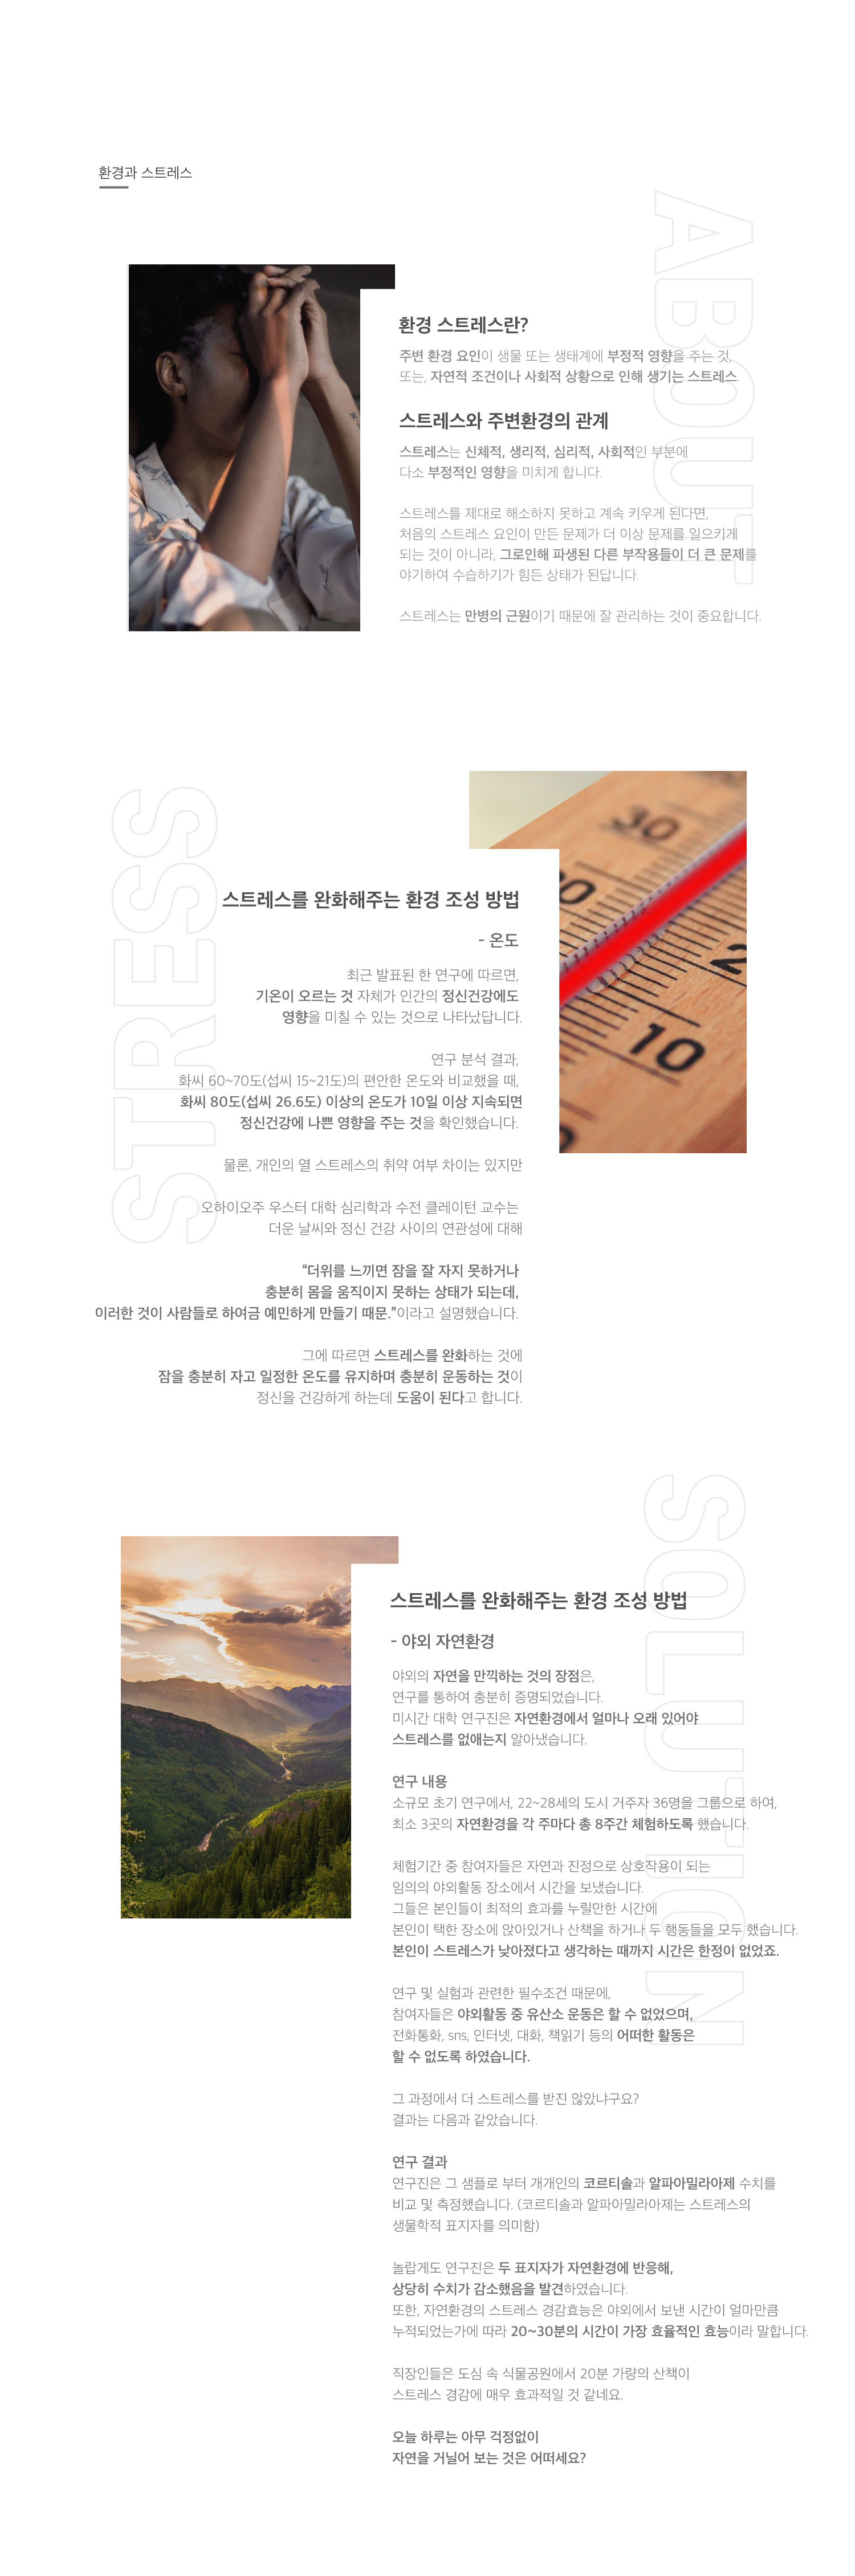 환경과 스트레스
ABOUT
환경 스트레스란?
주변 환경 요인이 생물 또는 생태계에 부정적 영향을 주는 것,
또는, 자연적 조건이나 사회적 상황으로 인해 생기는 스트레스.
스트레스와 주변환경의 관계
스트레스는 신체적, 생리적, 심리적, 사회적인 부분에
다소 부정적인 영향을 미치게 합니다.
스트레스를 제대로 해소하지 못하고 계속 키우게 된다면,
처음의 스트레스 요인이 만든 문제가 더 이상 문제를 일으키게
되는 것이 아니라, 그로인해 파생된 다른 부작용들이 더 큰 문제를
야기하여 수습하기가 힘든 상태가 된답니다.
스트레스는 만병의 근원이기 때문에 잘 관리하는 것이 중요합니다.
STRESS
30
20
10
스트레스를 완화해주는 환경 조성 방법
- 온도
최근 발표된 한 연구에 따르면,
기온이 오르는 것 자체가 인간의 정신건강에도
영향을 미칠 수 있는 것으로 나타났답니다.
연구 분석 결과,
화씨 60~70도(섭씨 15~21도)의 편안한 온도와 비교했을 때,
화씨 80도(섭씨 26.6도) 이상의 온도가 10일 이상 지속되면
정신건강에 나쁜 영향을 주는 것을 확인했습니다.
물론, 개인의 열 스트레스의 취약 여부 차이는 있지만
오하이오주 우스터 대학 심리학과 수전 클레이턴 교수는
더운 날씨와 정신 건강 사이의 연관성에 대해
“더위를 느끼면 잠을 잘 자지 못하거나
충분히 몸을 움직이지 못하는 상태가 되는데,
이러한 것이 사람들로 하여금 예민하게 만들기 때문.”이라고 설명했습니다.
그에 따르면 스트레스를 완화하는 것에
잠을 충분히 자고 일정한 온도를 유지하며 충분히 운동하는 것이
정신을 건강하게 하는데 도움이 된다고 합니다.
SOLUTION
스트레스를 완화해주는 환경 조성 방법
- 야외 자연환경
야외의 자연을 만끽하는 것의 장점은,
연구를 통하여 충분히 증명되었습니다.
미시간 대학 연구진은 자연환경에서 얼마나 오래 있어야
스트레스를 없애는지 알아냈습니다.
연구 내용
소규모 초기 연구에서, 22~28세의 도시 거주자 36명을 그룹으로 하여,
최소 3곳의 자연환경을 각 주마다 총 8주간 체험하도록 했습니다.
체험기간 중 참여자들은 자연과 진정으로 상호작용이 되는
임의의 야외활동 장소에서 시간을 보냈습니다.
그들은 본인들이 최적의 효과를 누릴만한 시간에
본인이 택한 장소에 앉아있거나 산책을 하거나 두 행동들을 모두 했습니다.
본인이 스트레스가 낮아졌다고 생각하는 때까지 시간은 한정이 없었죠.
연구 및 실험과 관련한 필수조건 때문에,
참여자들은 야외활동 중 유산소 운동은 할 수 없었으며,
전화통화, sns, 인터넷, 대화, 책읽기 등의 어떠한 활동은
할 수 없도록 하였습니다.
그 과정에서 더 스트레스를 받진 않았냐구요?
결과는 다음과 같았습니다.
연구 결과
연구진은 그 샘플로 부터 개개인의 코르티솔과 알파아밀라아제 수치를
비교 및 측정했습니다. (코르티솔과 알파아밀라아제는 스트레스의
생물학적 표지자를 의미함)
놀랍게도 연구진은 두 표지자가 자연환경에 반응해,
상당히 수치가 감소했음을 발견하였습니다.
또한, 자연환경의 스트레스 경감효능은 야외에서 보낸 시간이 얼마만큼
누적되었는가에 따라 20~30분의 시간이 가장 효율적인 효능이라 말합니다.
직장인들은 도심 속 식물공원에서 20분 가량의 산책이
스트레스 경감에 매우 효과적일 것 같네요.
오늘 하루는 아무 걱정없이
자연을 거닐어 보는 것은 어떠세요?